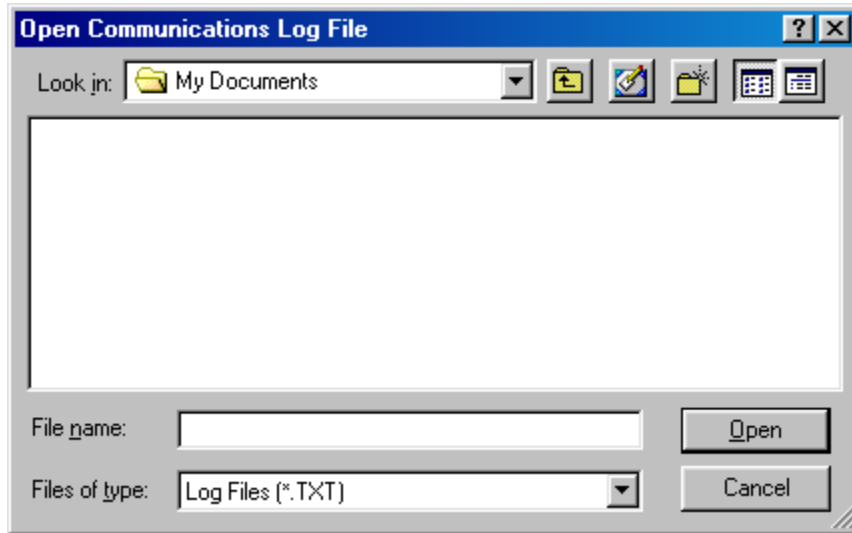 Open Communications Log File
Look in: My Documents
File name:
Open
Files of type: Log Files (*.TXT)
Cancel